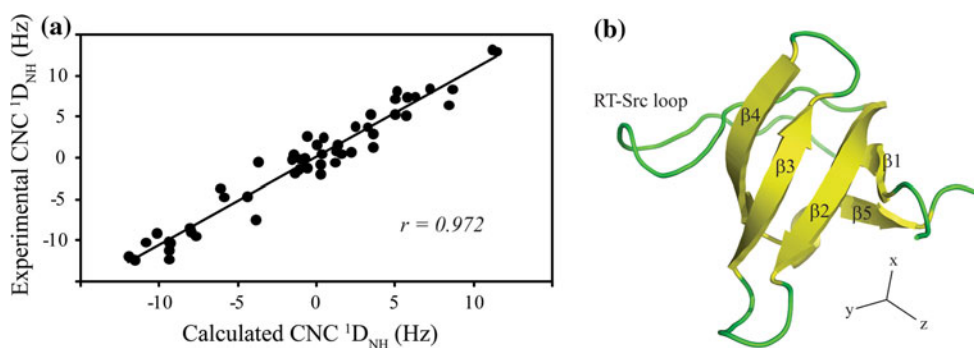 (a)
Experimental CNC ¹D_NH (Hz)
10
5
0
-5
-10
r = 0.972
-10
-5
0
5
10
Calculated CNC ¹D_NH (Hz)
(b)
RT-Src loop
β4
β3
β1
β2
β5
x
y
z